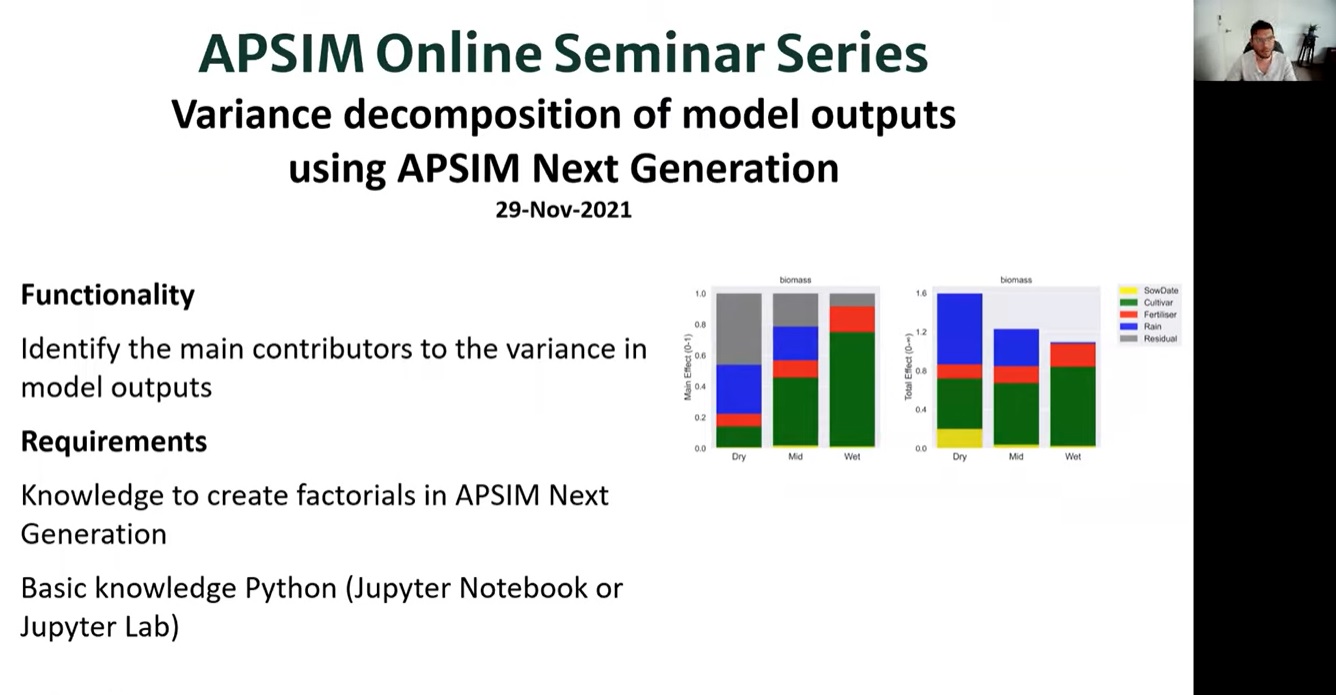 APSIM Online Seminar Series
Variance decomposition of model outputs
using APSIM Next Generation
29-Nov-2021
Functionality
Identify the main contributors to the variance in
model outputs
Requirements
Knowledge to create factorials in APSIM Next
Generation
Basic knowledge Python (Jupyter Notebook or
Jupyter Lab)
biomass
Main Effect (0-1)
1.0
0.8
0.6
0.4
0.2
0.0
Dry Mid Wet
biomass
Total Effect (0-∞)
1.6
1.2
0.8
0.4
0.0
Dry Mid Wet
SowDate
Cultivar
Fertiliser
Rain
Residual